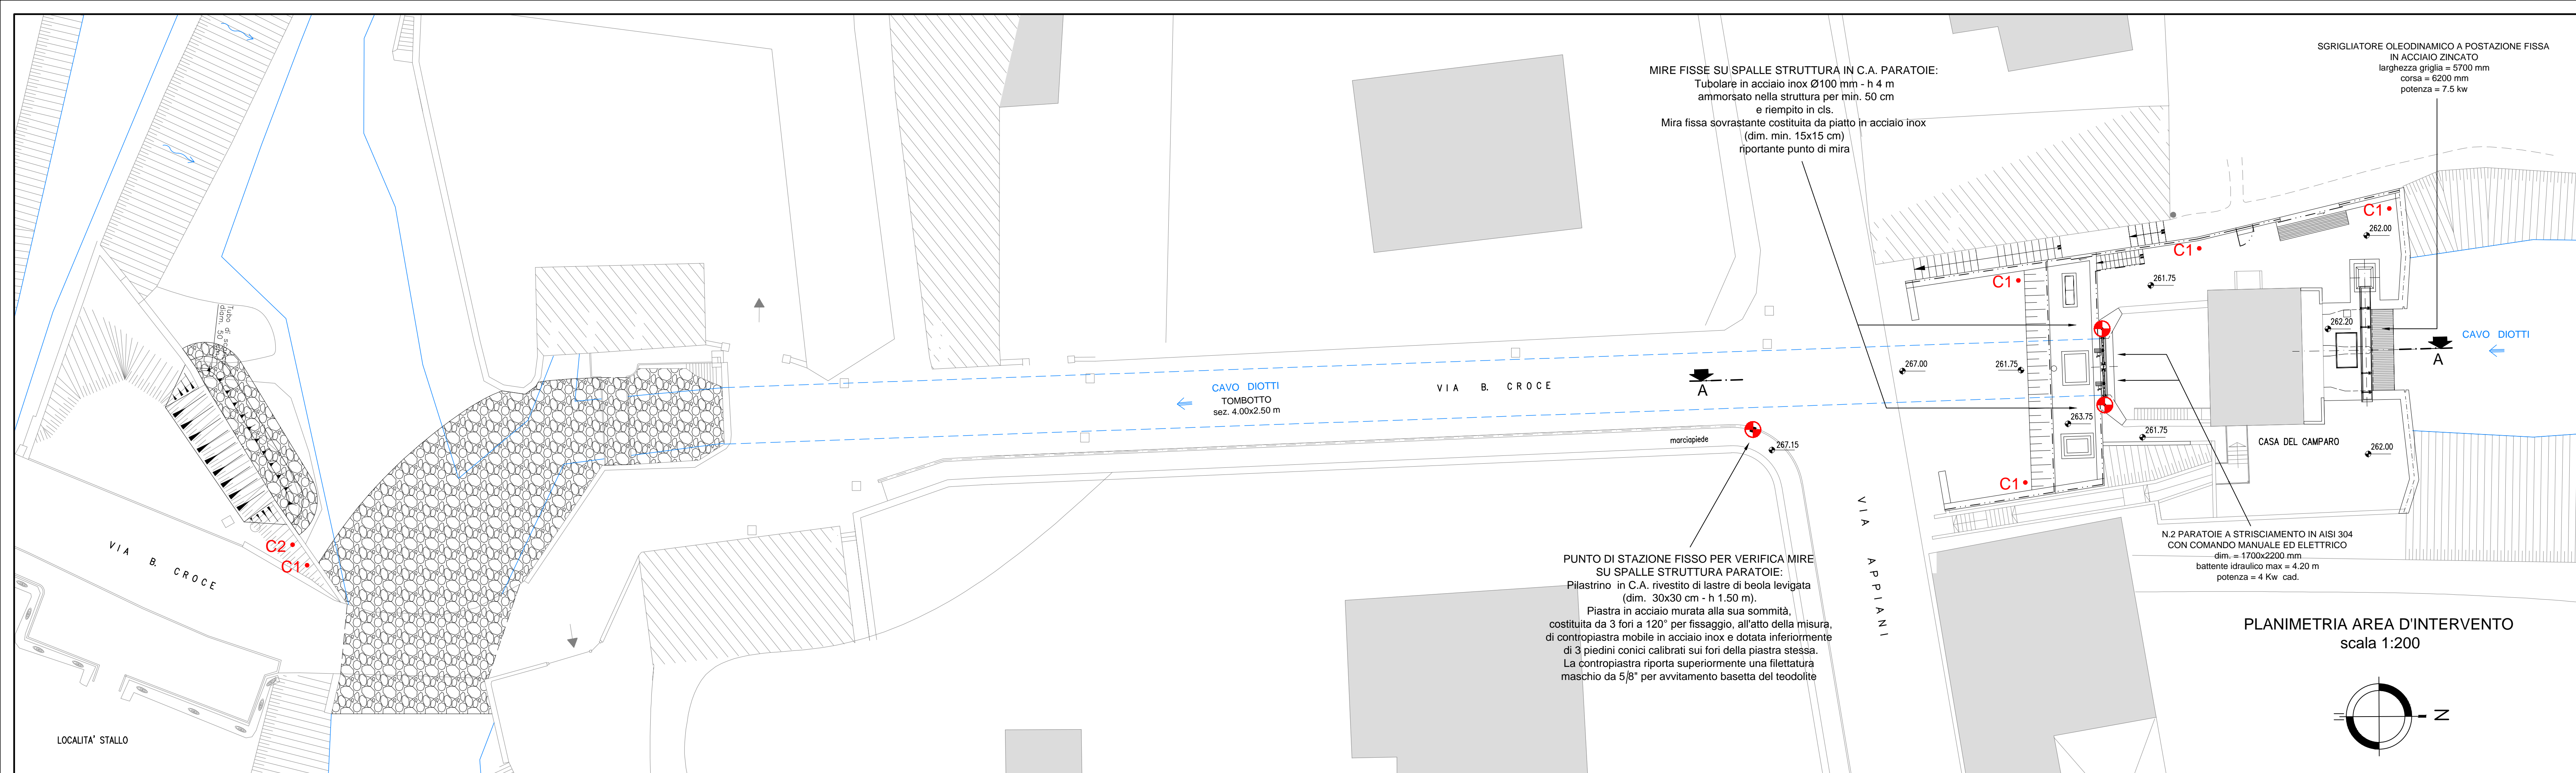 SGRIGLIATORE OLEODINAMICO A POSTAZIONE FISSA
IN ACCIAIO ZINCATO
larghezza griglia = 5700 mm
corsa = 6200 mm
potenza = 7.5 kw
MIRE FISSE SU SPALLE STRUTTURA IN C.A. PARATOIE:
Tubolare in acciaio inox Ø100 mm - h 4 m
ammorsato nella struttura per min. 50 cm
e riempito in cls.
Mira fissa sovrastante costituita da piatto in acciaio inox
(dim. min. 15x15 cm)
riportante punto di mira
C1
262.00
C1
C1
261.75
262.20
CAVO DIOTTI
A
267.00
261.75
263.75
261.75
CASA DEL CAMPARO
262.00
C1
Tubo di
diam. 50
CAVO DIOTTI
TOMBOTTO
sez. 4.00x2.50 m
VIA B. CROCE
A
marciapiede
267.15
VIA APPIANI
N.2 PARATOIE A STRISCIAMENTO IN AISI 304
CON COMANDO MANUALE ED ELETTRICO
dim. = 1700x2200 mm
battente idraulico max = 4.20 m
potenza = 4 Kw cad.
PUNTO DI STAZIONE FISSO PER VERIFICA MIRE
SU SPALLE STRUTTURA PARATOIE:
Pilastrino in C.A. rivestito di lastre di beola levigata
(dim. 30x30 cm - h 1.50 m).
Piastra in acciaio murata alla sua sommità,
costituita da 3 fori a 120° per fissaggio, all'atto della misura,
di contropiastra mobile in acciaio inox e dotata inferiormente
di 3 piedini conici calibrati sui fori della piastra stessa.
La contropiastra riporta superiormente una filettatura
maschio da 5/8" per avvitamento basetta del teodolite
C2
C1
VIA B. CROCE
LOCALITA' STALLO
PLANIMETRIA AREA D'INTERVENTO
scala 1:200
N